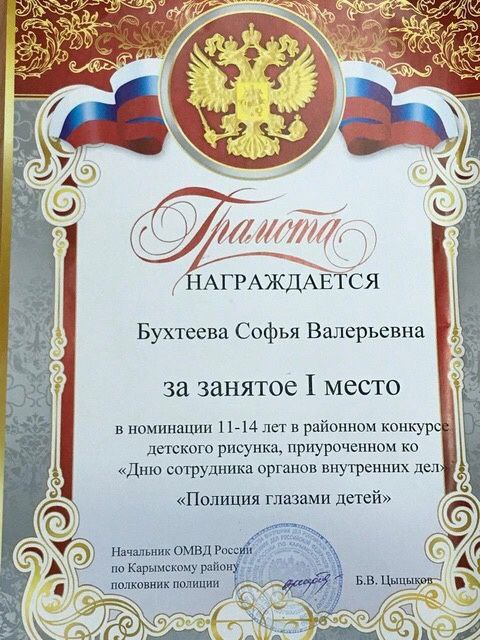 Грамота
НАГРАЖДАЕТСЯ
Бухтеева Софья Валерьевна
за занятое I место
в номинации 11-14 лет в районном конкурсе
детского рисунка, приуроченном ко
«Дню сотрудника органов внутренних дел»
«Полиция глазами детей»
Начальник ОМВД России
по Карымскому району
полковник полиции Б.В. Цыцыков